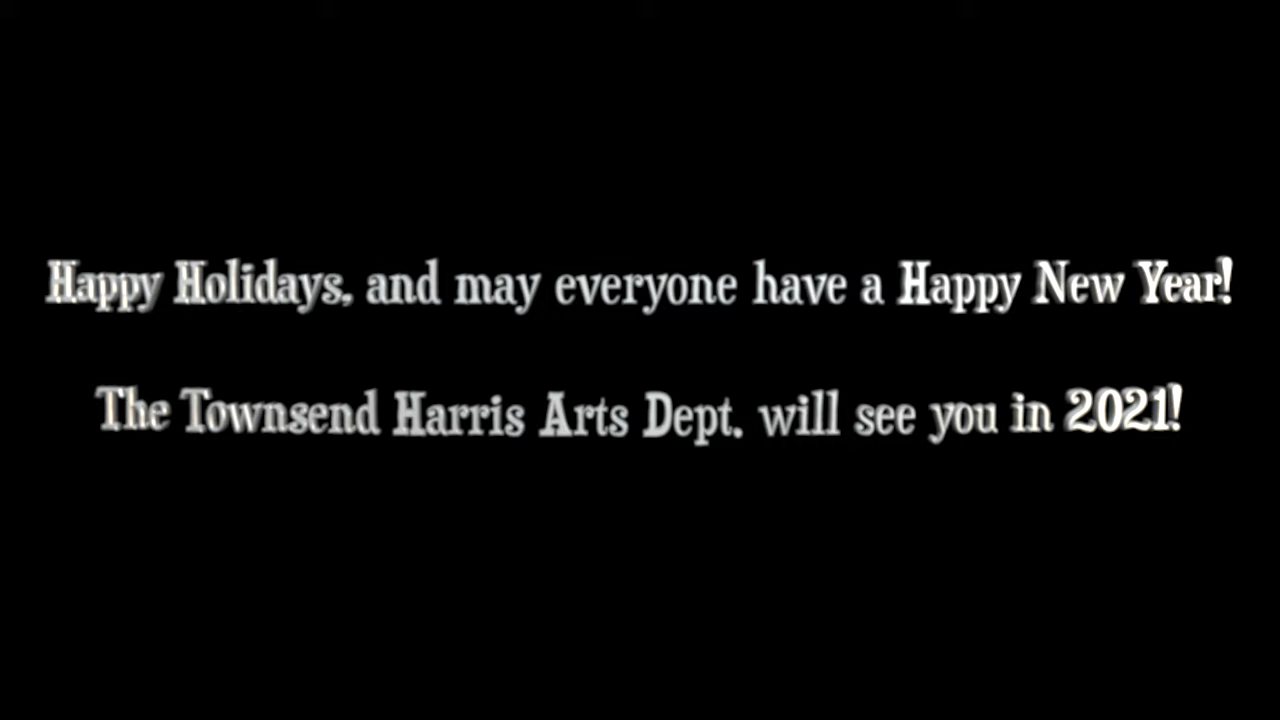 Happy Holidays, and may everyone have a Happy New Year!
The Townsend Harris Arts Dept. will see you in 2021!